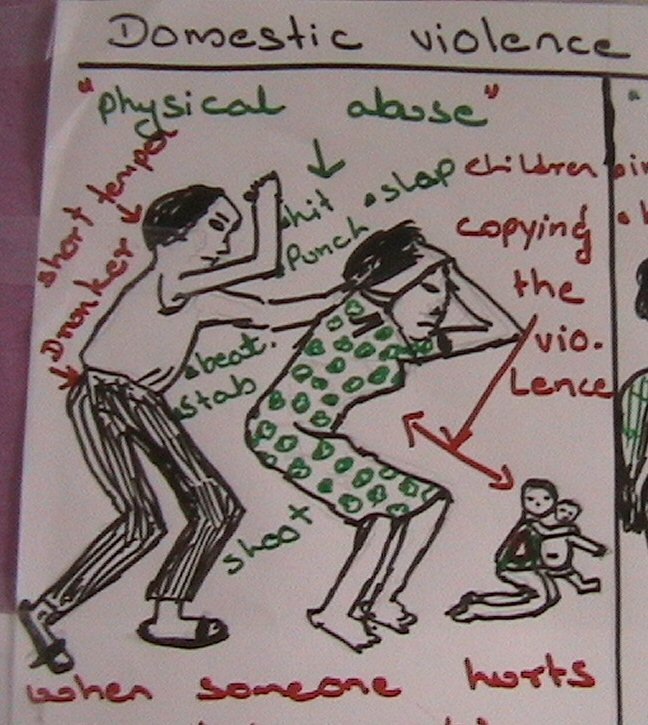 Domestic violence
"physical abuse"
short temper
Dronker
hit
Punch
slap
beat.
stab
shoot
children
copying
the
vio.
Lence
when someone hurts